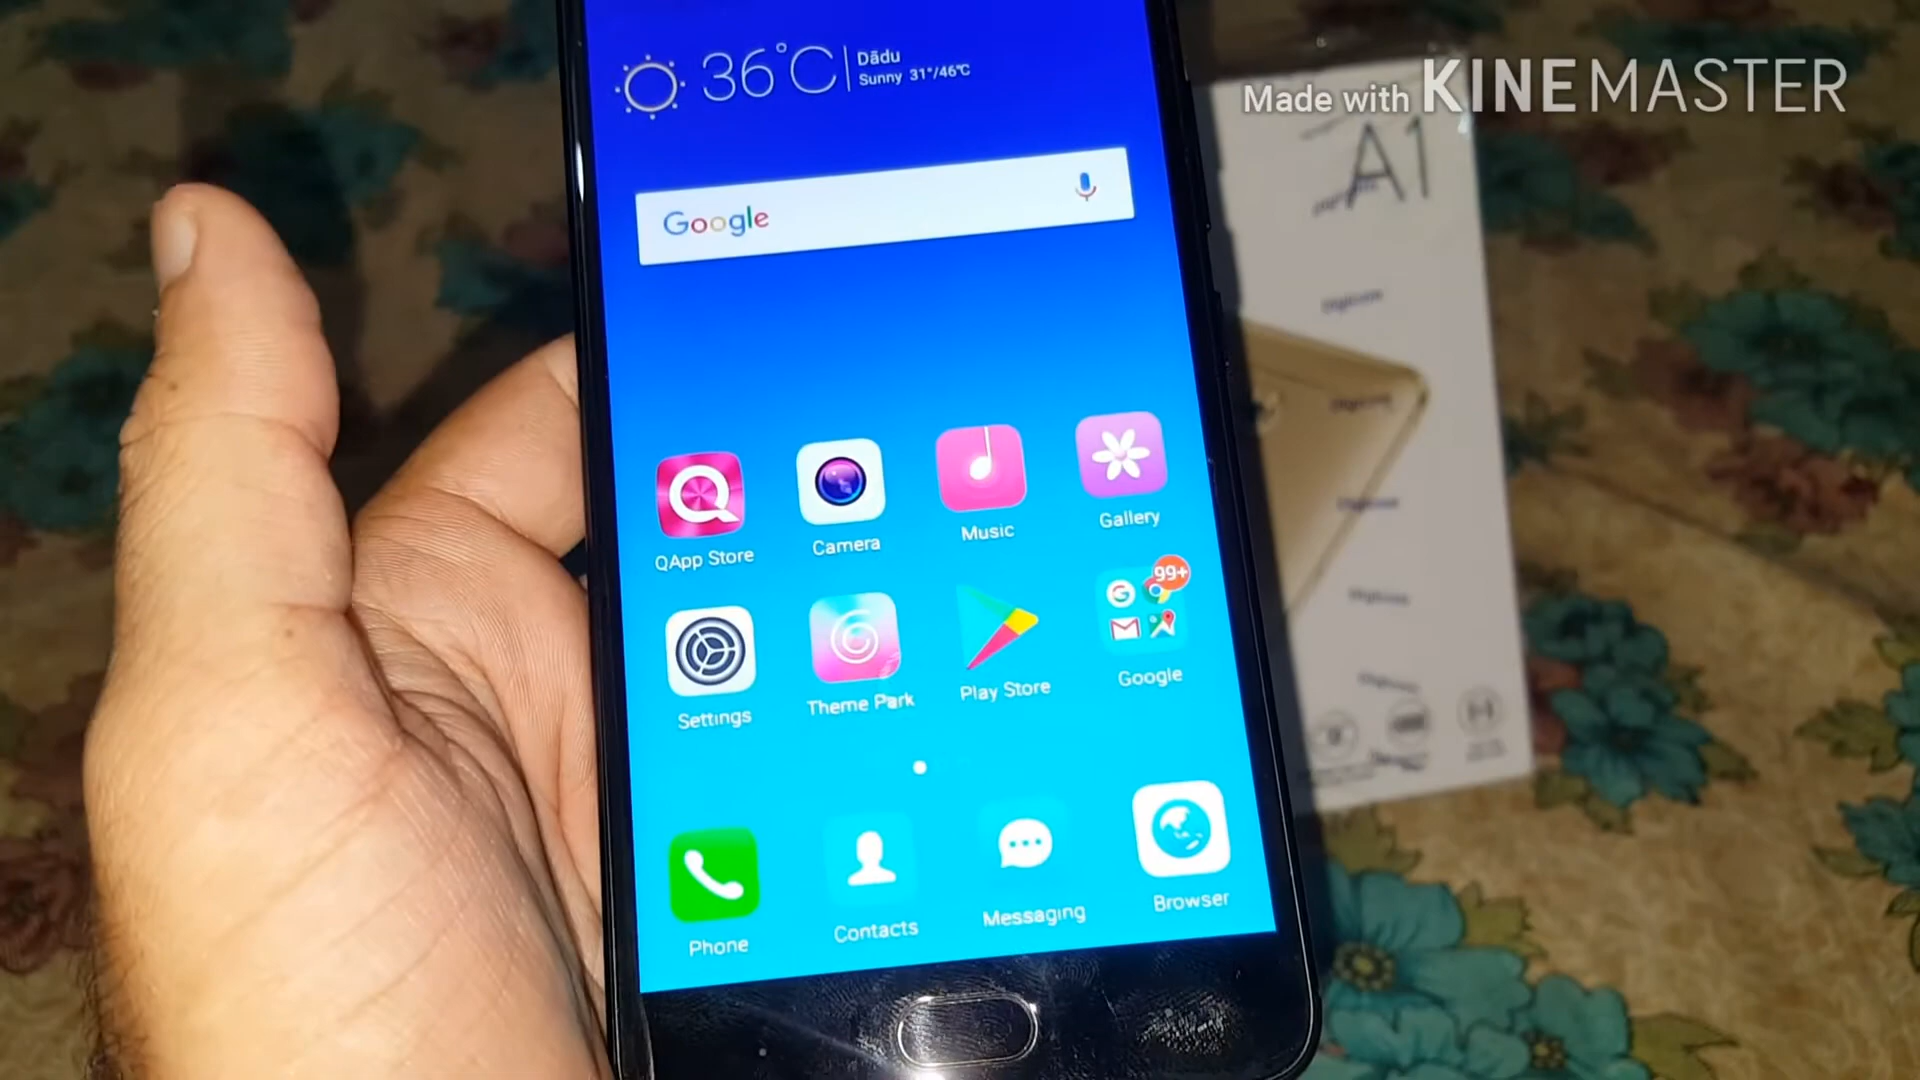 36°C
Dādu
Sunny 31°/46°C
Made with KINEMASTER
A1
Google
QApp Store
Camera
Music
Gallery
99+
Settings
Theme Park
Play Store
Google
Phone
Contacts
Messaging
Browser